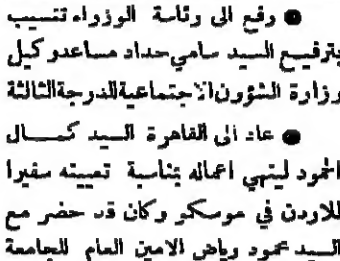 ● رفع الى رئاسة الوزراء تنسيب
بترفيع السيد سامي حداد مساعد وكيل
وزارة الشؤون الاجتماعية للدرجة الثالثة
● عاد الى القاهرة السيد كمال
الحمود لينهي اعماله بمناسبة تعيينه سفيرا
للاردن في موسكو وكان قد حضر مع
السيد محمود رياض الامين العام للجامعة